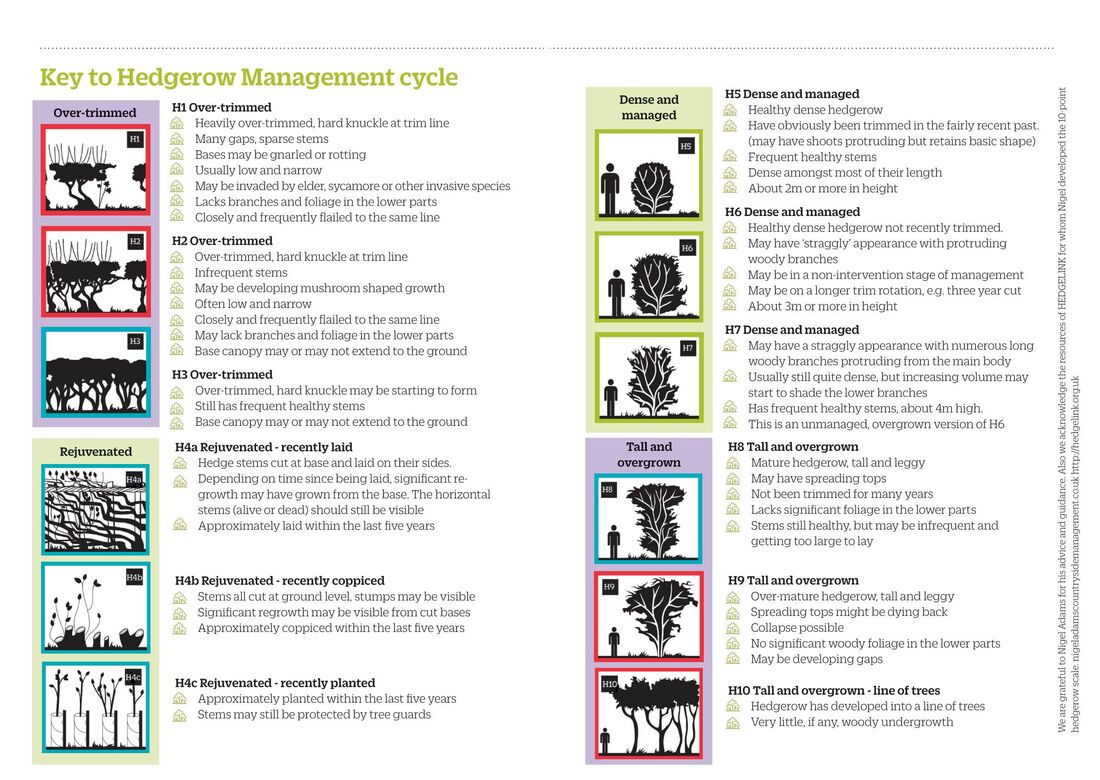 Key to Hedgerow Management cycle
Over-trimmed
H1
H2
H3
H1 Over-trimmed
Heavily over-trimmed, hard knuckle at trim line
Many gaps, sparse stems
Bases may be gnarled or rotting
Usually low and narrow
May be invaded by elder, sycamore or other invasive species
Lacks branches and foliage in the lower parts
Closely and frequently flailed to the same line
H2 Over-trimmed
Over-trimmed, hard knuckle at trim line
Infrequent stems
May be developing mushroom shaped growth
Often low and narrow
Closely and frequently flailed to the same line
May lack branches and foliage in the lower parts
Base canopy may or may not extend to the ground
H3 Over-trimmed
Over-trimmed, hard knuckle may be starting to form
Still has frequent healthy stems
Base canopy may or may not extend to the ground
Rejuvenated
H4a
H4b
H4c
H4a Rejuvenated - recently laid
Hedge stems cut at base and laid on their sides.
Depending on time since being laid, significant re-
growth may have grown from the base. The horizontal
stems (alive or dead) should still be visible
Approximately laid within the last five years
H4b Rejuvenated - recently coppiced
Stems all cut at ground level, stumps may be visible
Significant regrowth may be visible from cut bases
Approximately coppiced within the last five years
H4c Rejuvenated - recently planted
Approximately planted within the last five years
Stems may still be protected by tree guards
Dense and
managed
H5
H6
H7
H5 Dense and managed
Healthy dense hedgerow
Have obviously been trimmed in the fairly recent past.
(may have shoots protruding but retains basic shape)
Frequent healthy stems
Dense amongst most of their length
About 2m or more in height
H6 Dense and managed
Healthy dense hedgerow not recently trimmed.
May have 'straggly' appearance with protruding
woody branches
May be in a non-intervention stage of management
May be on a longer trim rotation, e.g. three year cut
About 3m or more in height
H7 Dense and managed
May have a straggly appearance with numerous long
woody branches protruding from the main body
Usually still quite dense, but increasing volume may
start to shade the lower branches
Has frequent healthy stems, about 4m high.
This is an unmanaged, overgrown version of H6
Tall and
overgrown
H8
H9
H10
H8 Tall and overgrown
Mature hedgerow, tall and leggy
May have spreading tops
Not been trimmed for many years
Lacks significant foliage in the lower parts
Stems still healthy, but may be infrequent and
getting too large to lay
H9 Tall and overgrown
Over-mature hedgerow, tall and leggy
Spreading tops might be dying back
Collapse possible
No significant woody foliage in the lower parts
May be developing gaps
H10 Tall and overgrown - line of trees
Hedgerow has developed into a line of trees
Very little, if any, woody undergrowth
We are grateful to Nigel Adams for his advice and guidance. Also we acknowledge the resources of HEDGELINK for whom Nigel developed the 10 point
hedgerow scale. nigeladamscountrysidemanagement.co.uk http://hedgelink.org.uk